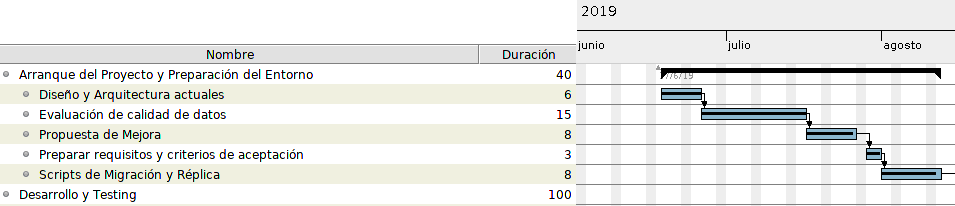 2019
junio
julio
agosto
Nombre
Duración
Arranque del Proyecto y Preparación del Entorno 40
Diseño y Arquitectura actuales 6
Evaluación de calidad de datos 15
Propuesta de Mejora 8
Preparar requisitos y criterios de aceptación 3
Scripts de Migración y Réplica 8
Desarrollo y Testing 100